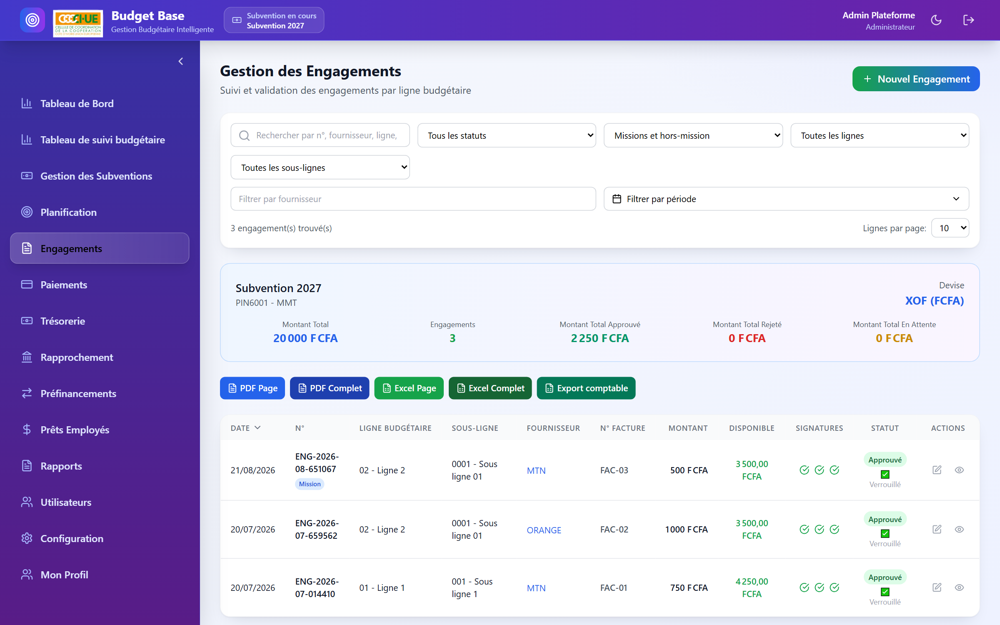 CECCI-UE
CELLULE DE COORDINATION
DE LA COOPERATION
COTE D'IVOIRE-UNION EUROPEENNE
Budget Base
Gestion Budgétaire Intelligente
Subvention en cours
Subvention 2027
Admin Plateforme
Administrateur
Tableau de Bord
Tableau de suivi budgétaire
Gestion des Subventions
Planification
Engagements
Paiements
Trésorerie
Rapprochement
Préfinancements
Prêts Employés
Rapports
Utilisateurs
Configuration
Mon Profil
Gestion des Engagements
Suivi et validation des engagements par ligne budgétaire
+ Nouvel Engagement
Rechercher par n°, fournisseur, ligne,
Tous les statuts
Missions et hors-mission
Toutes les lignes
Toutes les sous-lignes
Filtrer par fournisseur
Filtrer par période
3 engagement(s) trouvé(s)
Lignes par page: 10
Subvention 2027
PIN6001 - MMT
Devise
XOF (FCFA)
Montant Total
20 000 F CFA
Engagements
3
Montant Total Approuvé
2 250 F CFA
Montant Total Rejeté
0 F CFA
Montant Total En Attente
0 F CFA
PDF Page
PDF Complet
Excel Page
Excel Complet
Export comptable
DATE N° LIGNE BUDGÉTAIRE SOUS-LIGNE FOURNISSEUR N° FACTURE MONTANT DISPONIBLE SIGNATURES STATUT ACTIONS
21/08/2026
ENG-2026-
08-651067
Mission
02 - Ligne 2
0001 - Sous
ligne 01
MTN
FAC-03
500 F CFA
3 500,00
FCFA
Approuvé
✅
Verrouillé
20/07/2026
ENG-2026-
07-659562
02 - Ligne 2
0001 - Sous
ligne 01
ORANGE
FAC-02
1000 F CFA
3 500,00
FCFA
Approuvé
✅
Verrouillé
20/07/2026
ENG-2026-
07-014410
01 - Ligne 1
001 - Sous
ligne 1
MTN
FAC-01
750 F CFA
4 250,00
FCFA
Approuvé
✅
Verrouillé